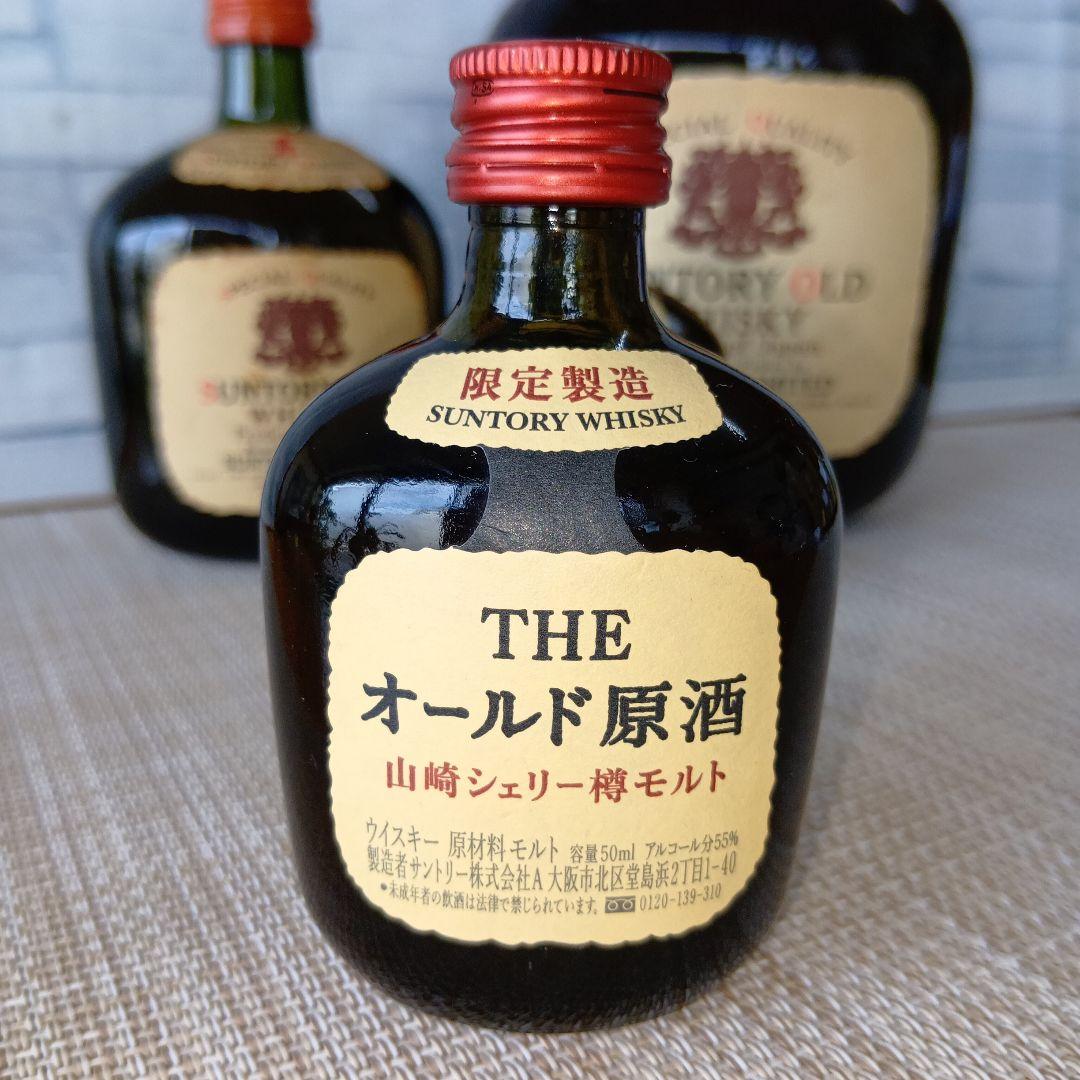 限定製造
SUNTORY WHISKY
THE
オールド原酒
山崎シェリー樽モルト
ウイスキー 原材料 モルト 容量50ml アルコール分55%
製造者サントリー株式会社A 大阪市北区堂島浜2丁目1-40
●未成年者の飲酒は法律で禁じられています。 0120-139-310
SPECIAL QUALITY
SUNTORY
SPECIAL QUALITY
SUNTORY OLD
WHISKY